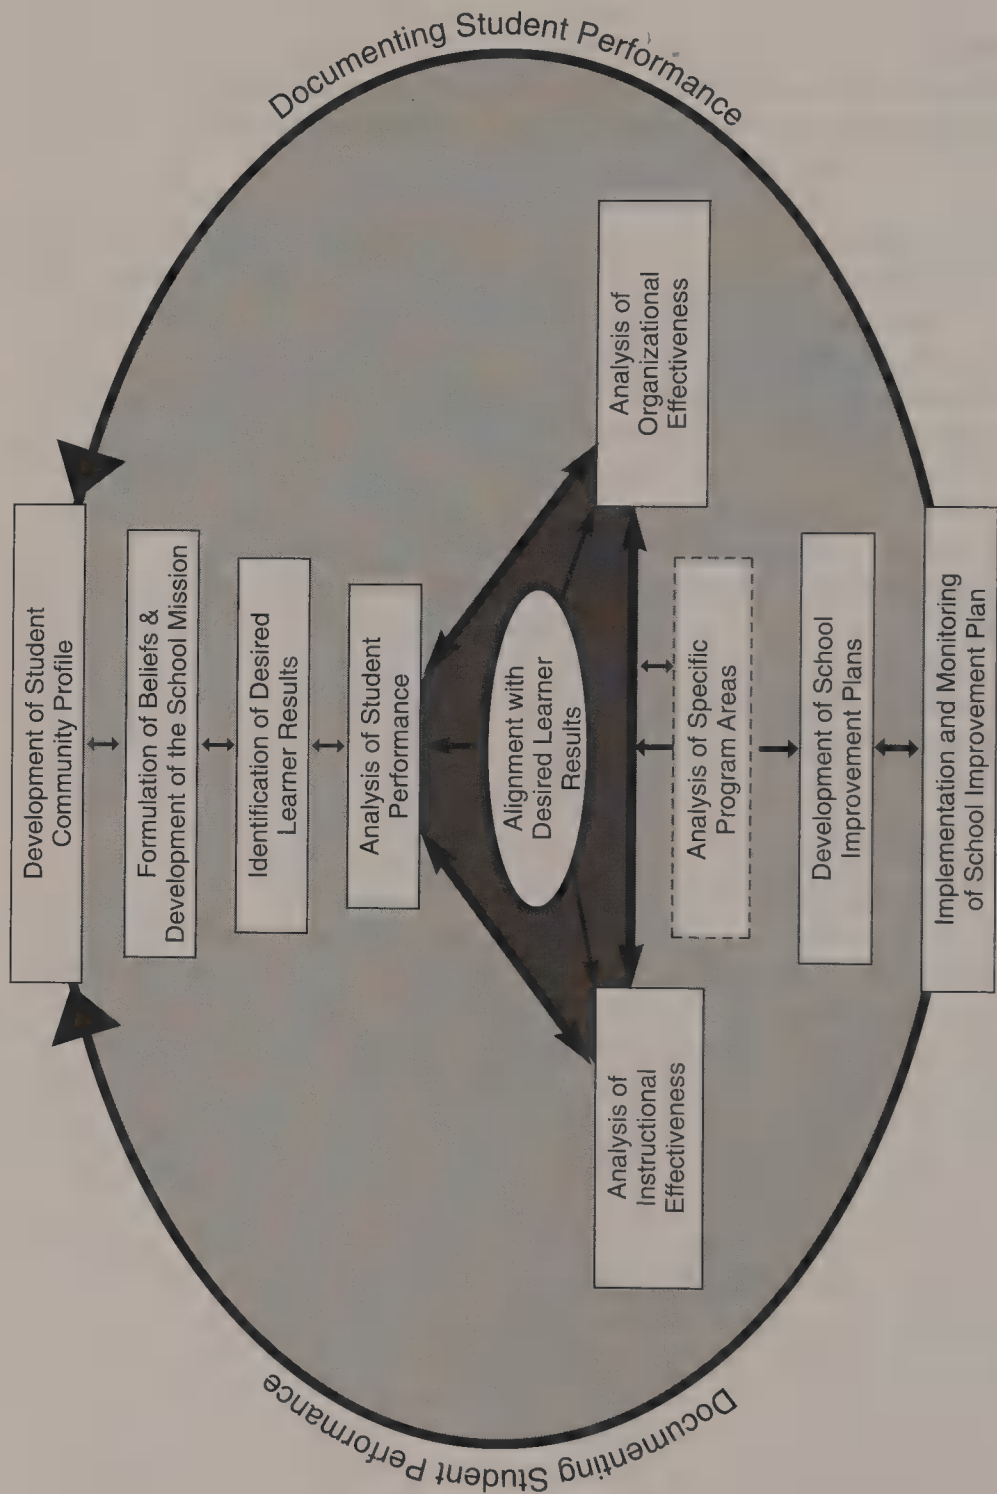 Development of Student
Community Profile
Formulation of Beliefs &
Development of the School Mission
Identification of Desired
Learner Results
Analysis of Student
Performance
Alignment with
Desired Learner
Results
Analysis of
Instructional
Effectiveness
Analysis of
Organizational
Effectiveness
Analysis of Specific
Program Areas
Development of School
Improvement Plans
Implementation and Monitoring
of School Improvement Plan
Documenting Student Performance
Documenting Student Performance